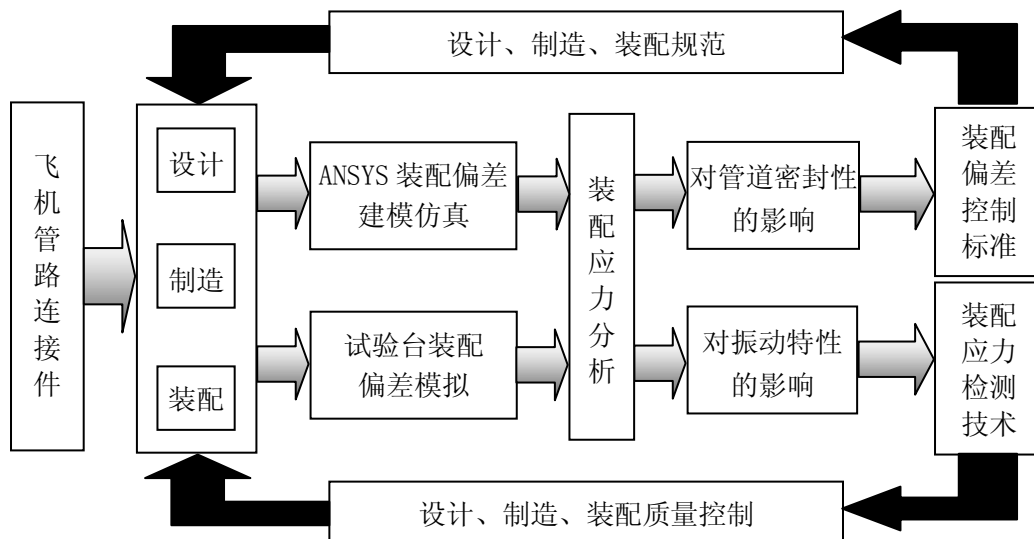 设计、制造、装配规范
飞
机
管
路
连
接
件
设计
制造
装配
ANSYS 装配偏差
建模仿真
试验台装配
偏差模拟
装
配
应
力
分
析
对管道密封性
的影响
对振动特性
的影响
装配
偏差
控制
标准
装配
应力
检测
技术
设计、制造、装配质量控制